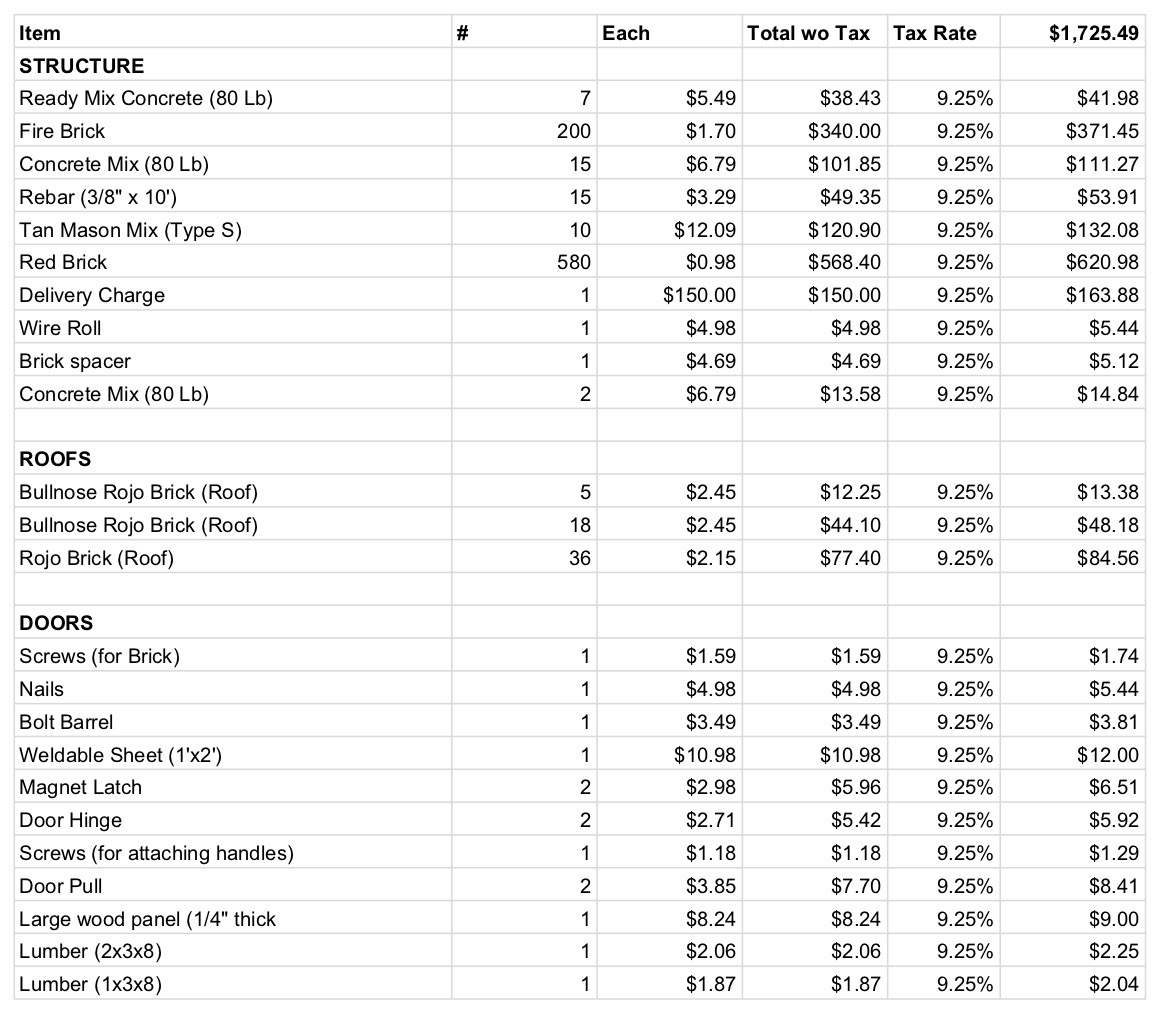 Item # Each Total wo Tax Tax Rate $1,725.49
STRUCTURE
Ready Mix Concrete (80 Lb) 7 $5.49 $38.43 9.25% $41.98
Fire Brick 200 $1.70 $340.00 9.25% $371.45
Concrete Mix (80 Lb) 15 $6.79 $101.85 9.25% $111.27
Rebar (3/8" x 10') 15 $3.29 $49.35 9.25% $53.91
Tan Mason Mix (Type S) 10 $12.09 $120.90 9.25% $132.08
Red Brick 580 $0.98 $568.40 9.25% $620.98
Delivery Charge 1 $150.00 $150.00 9.25% $163.88
Wire Roll 1 $4.98 $4.98 9.25% $5.44
Brick spacer 1 $4.69 $4.69 9.25% $5.12
Concrete Mix (80 Lb) 2 $6.79 $13.58 9.25% $14.84
ROOFS
Bullnose Rojo Brick (Roof) 5 $2.45 $12.25 9.25% $13.38
Bullnose Rojo Brick (Roof) 18 $2.45 $44.10 9.25% $48.18
Rojo Brick (Roof) 36 $2.15 $77.40 9.25% $84.56
DOORS
Screws (for Brick) 1 $1.59 $1.59 9.25% $1.74
Nails 1 $4.98 $4.98 9.25% $5.44
Bolt Barrel 1 $3.49 $3.49 9.25% $3.81
Weldable Sheet (1'x2') 1 $10.98 $10.98 9.25% $12.00
Magnet Latch 2 $2.98 $5.96 9.25% $6.51
Door Hinge 2 $2.71 $5.42 9.25% $5.92
Screws (for attaching handles) 1 $1.18 $1.18 9.25% $1.29
Door Pull 2 $3.85 $7.70 9.25% $8.41
Large wood panel (1/4" thick 1 $8.24 $8.24 9.25% $9.00
Lumber (2x3x8) 1 $2.06 $2.06 9.25% $2.25
Lumber (1x3x8) 1 $1.87 $1.87 9.25% $2.04